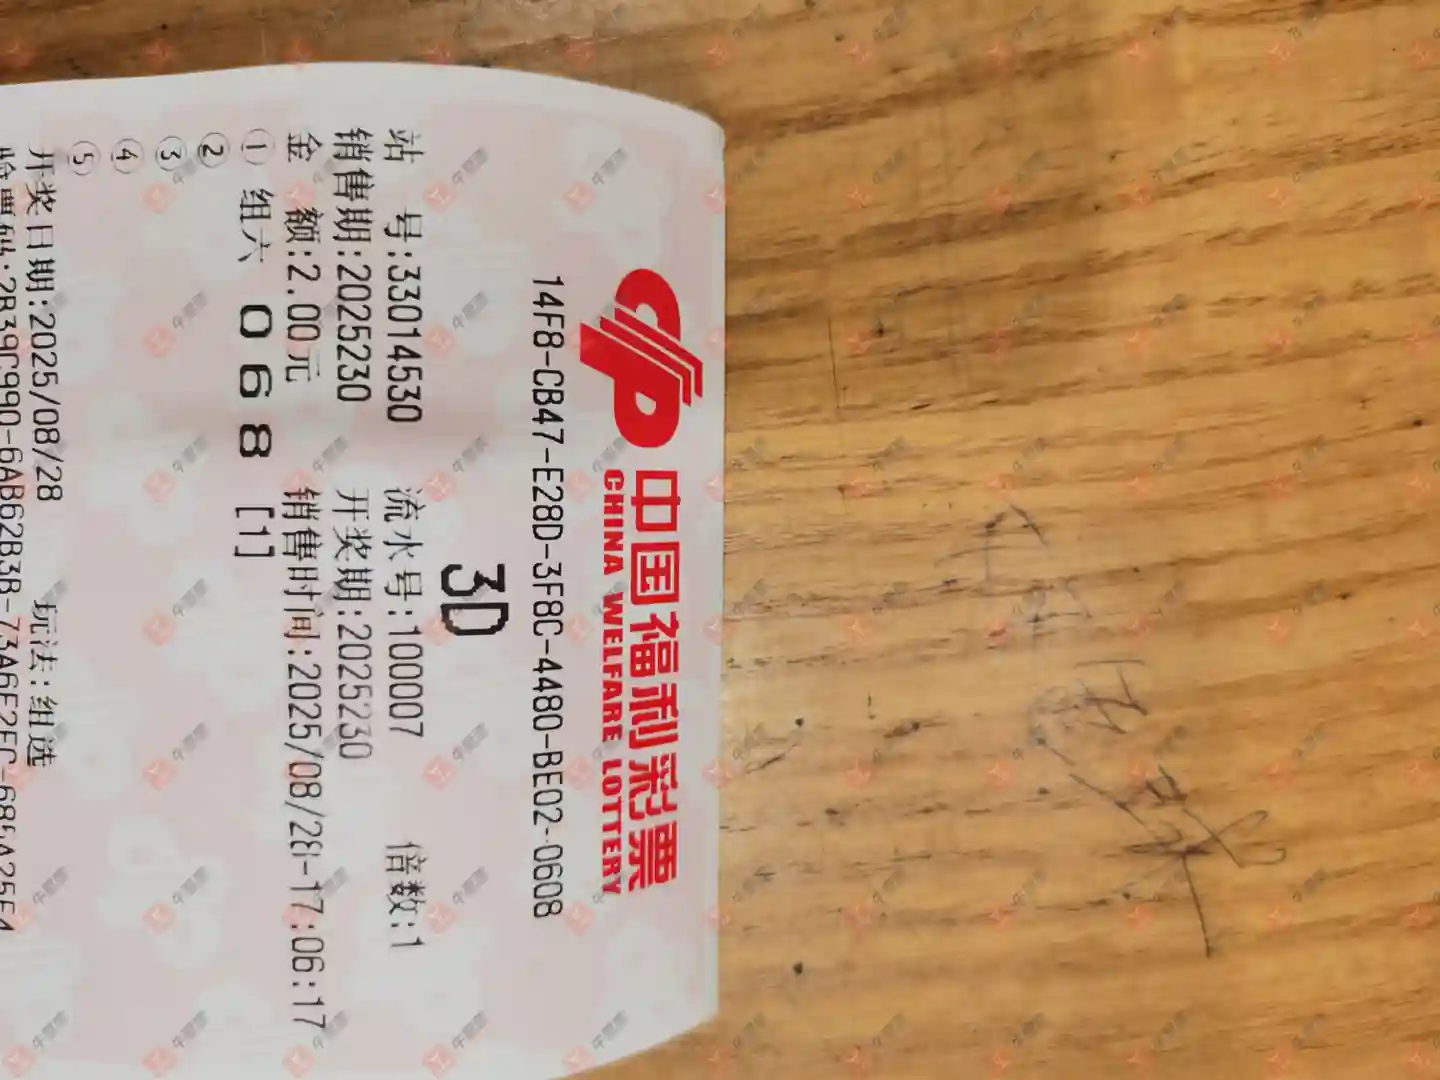 中国福利彩票
CHINA WELFARE LOTTERY
14F8-CB47-E28D-3F8C-4480-BE02-0608
3D
站 号:33014530 流水号:100007 倍数:1
销售期:2025230 开奖期:2025230
金 额:2.00元 销售时间:2025/08/28-17:06:17
① 组六 0 6 8 [1]
②
③
④
⑤
开奖日期:2025/08/28 玩法:组选